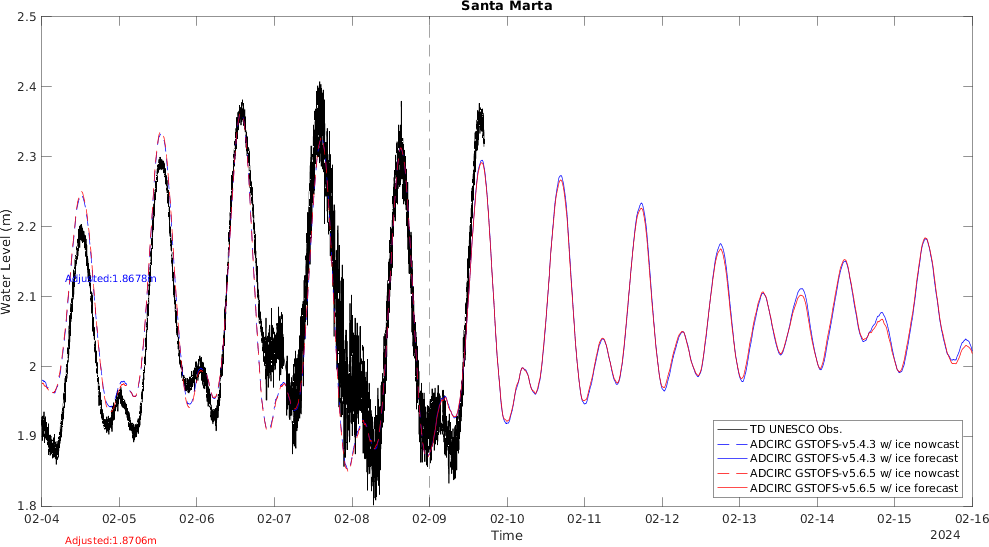 Santa Marta
2.5
2.4
2.3
2.2
2.1
2
1.9
1.8
Water Level (m)
Adjusted:1.8678m
TD UNESCO Obs.
ADCIRC GSTOFS-v5.4.3 w/ ice nowcast
ADCIRC GSTOFS-v5.4.3 w/ ice forecast
ADCIRC GSTOFS-v5.6.5 w/ ice nowcast
ADCIRC GSTOFS-v5.6.5 w/ ice forecast
02-04 02-05 02-06 02-07 02-08 02-09 02-10 02-11 02-12 02-13 02-14 02-15 02-16
Time
2024
Adjusted:1.8706m